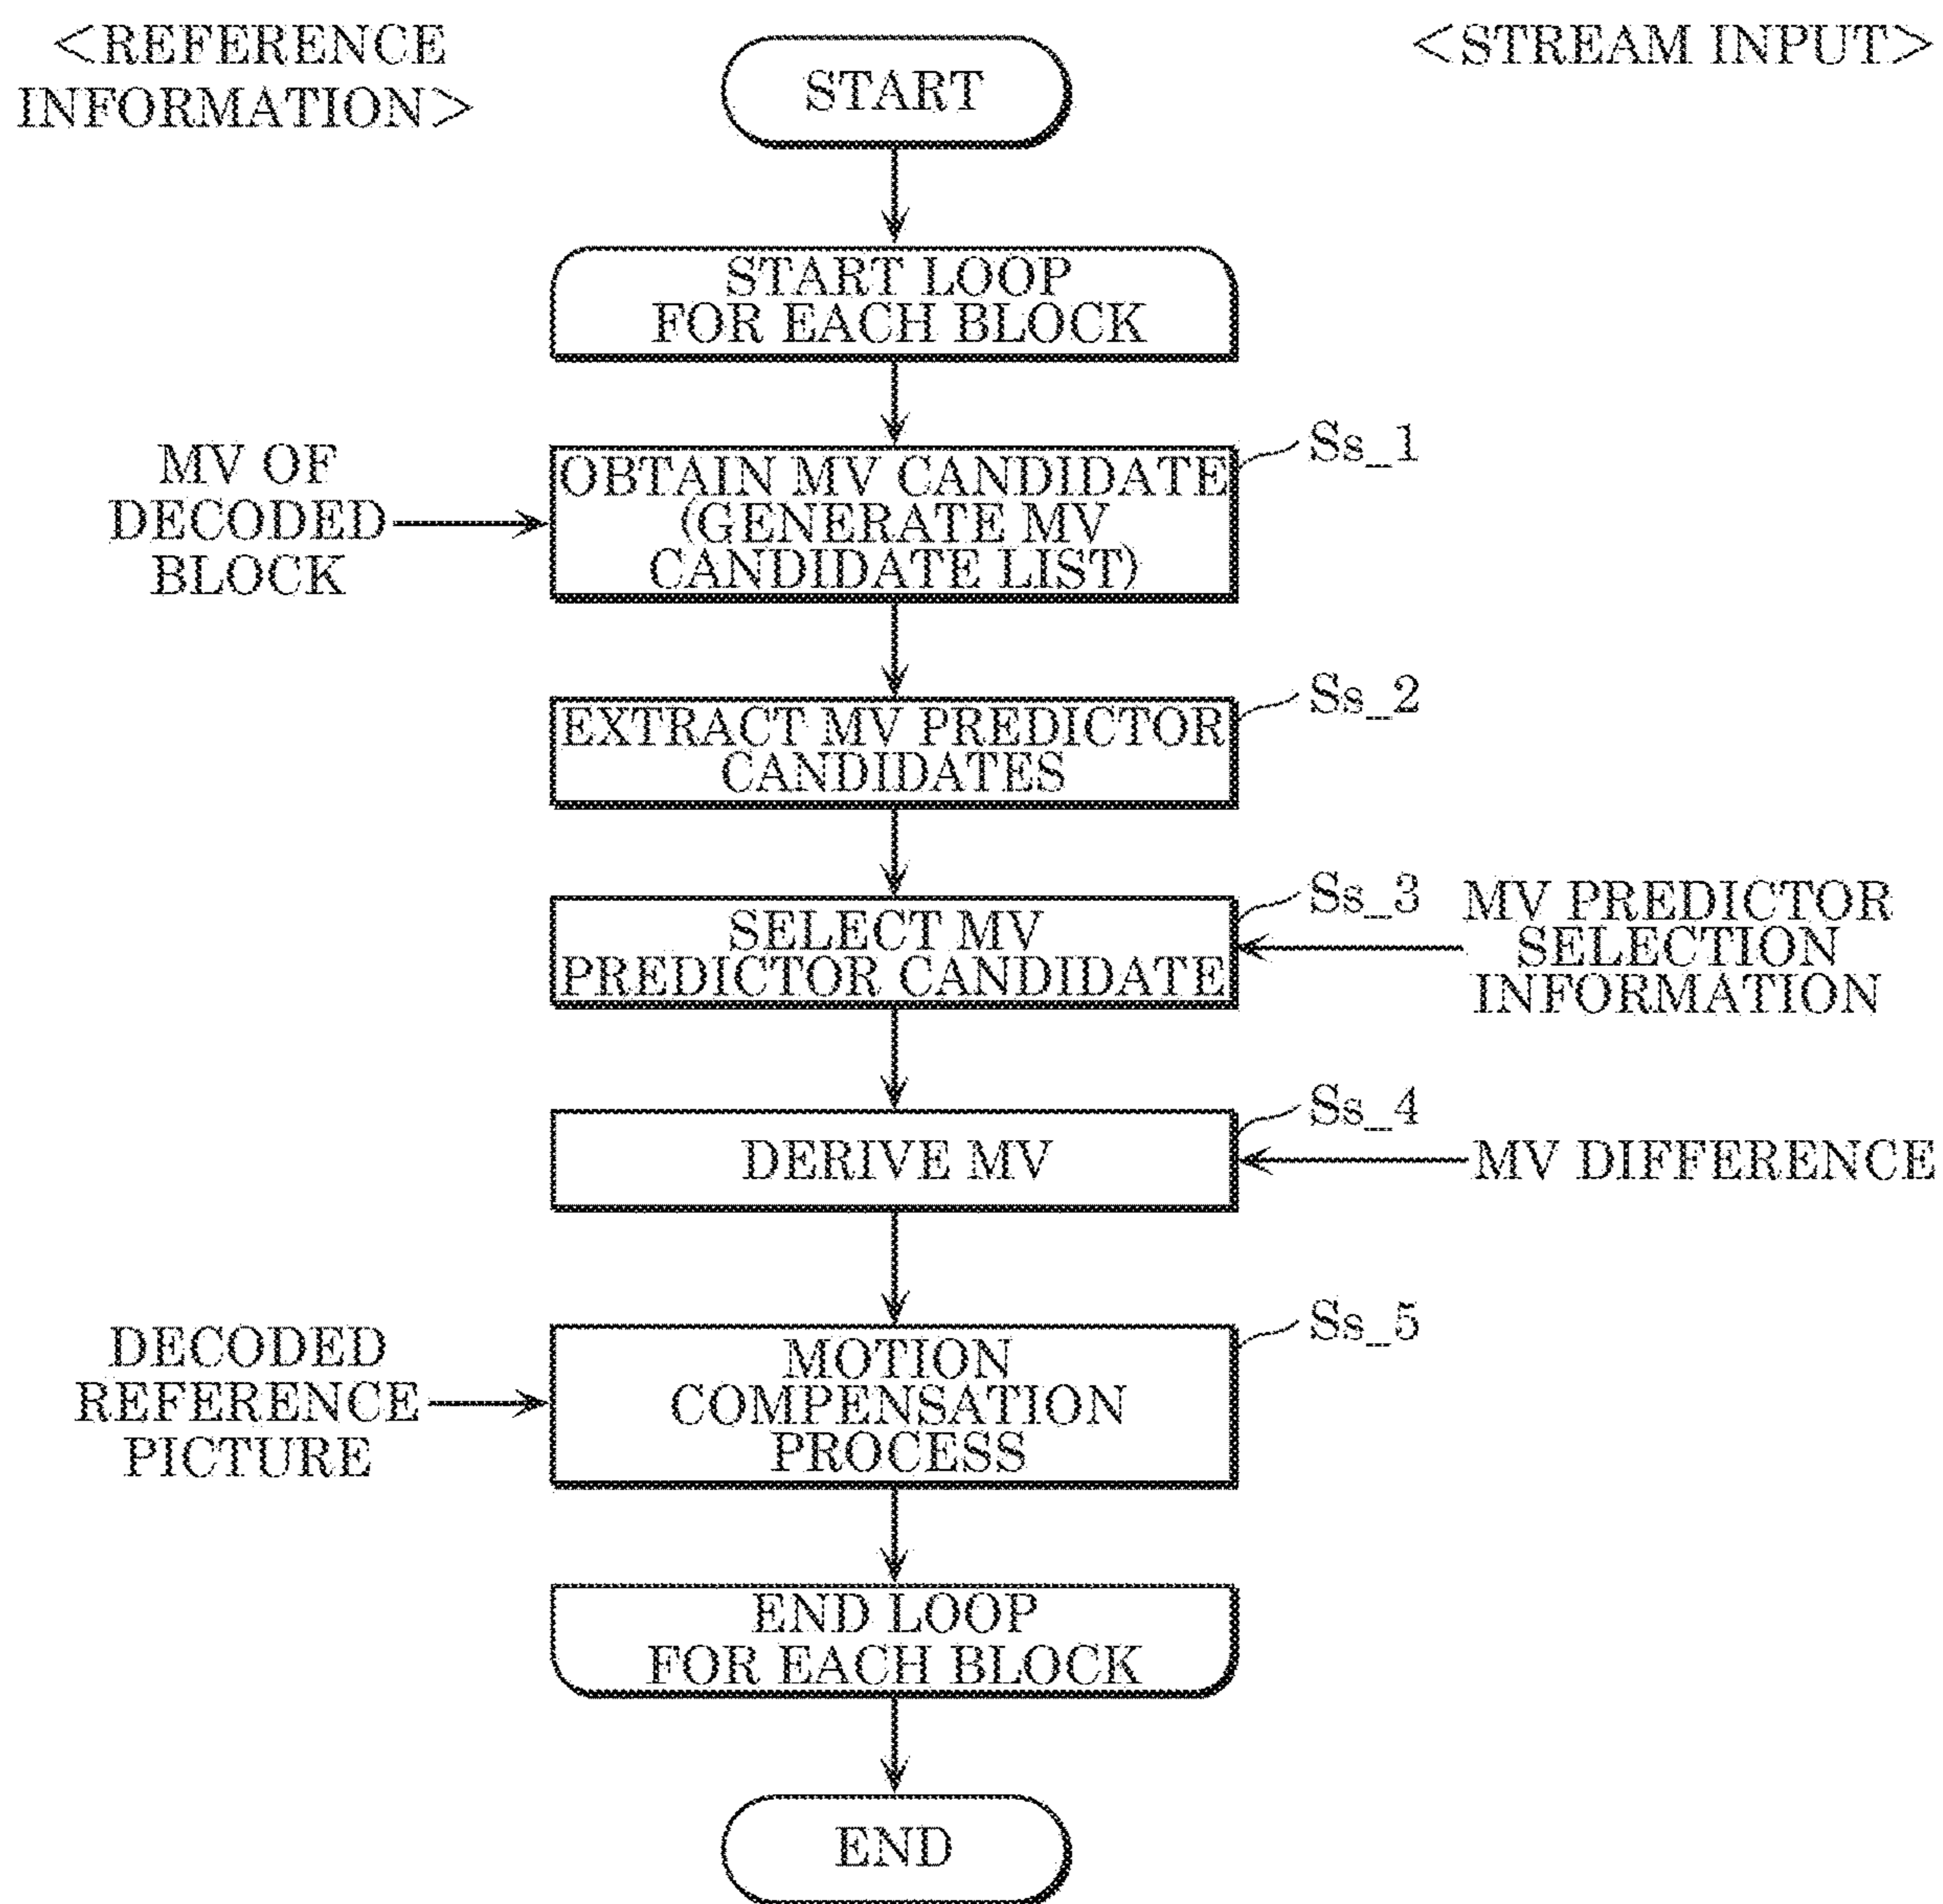 <REFERENCE
INFORMATION>
<STREAM INPUT>
START
START LOOP
FOR EACH BLOCK
MV OF
DECODED
BLOCK
OBTAIN MV CANDIDATE
(GENERATE MV
CANDIDATE LIST)
Ss_1
EXTRACT MV PREDICTOR
CANDIDATES
Ss_2
SELECT MV
PREDICTOR CANDIDATE
Ss_3
MV PREDICTOR
SELECTION
INFORMATION
DERIVE MV
Ss_4
MV DIFFERENCE
DECODED
REFERENCE
PICTURE
MOTION
COMPENSATION
PROCESS
Ss_5
END LOOP
FOR EACH BLOCK
END